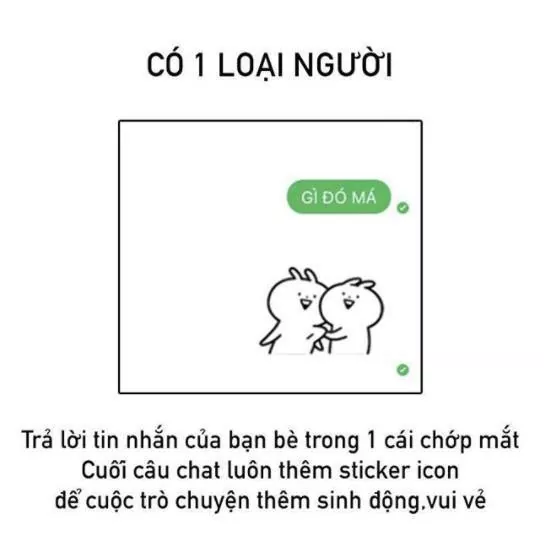 CÓ 1 LOẠI NGƯỜI
GÌ ĐÓ MÁ
Trả lời tin nhắn của bạn bè trong 1 cái chớp mắt
Cuối câu chat luôn thêm sticker icon
để cuộc trò chuyện thêm sinh động,vui vẻ